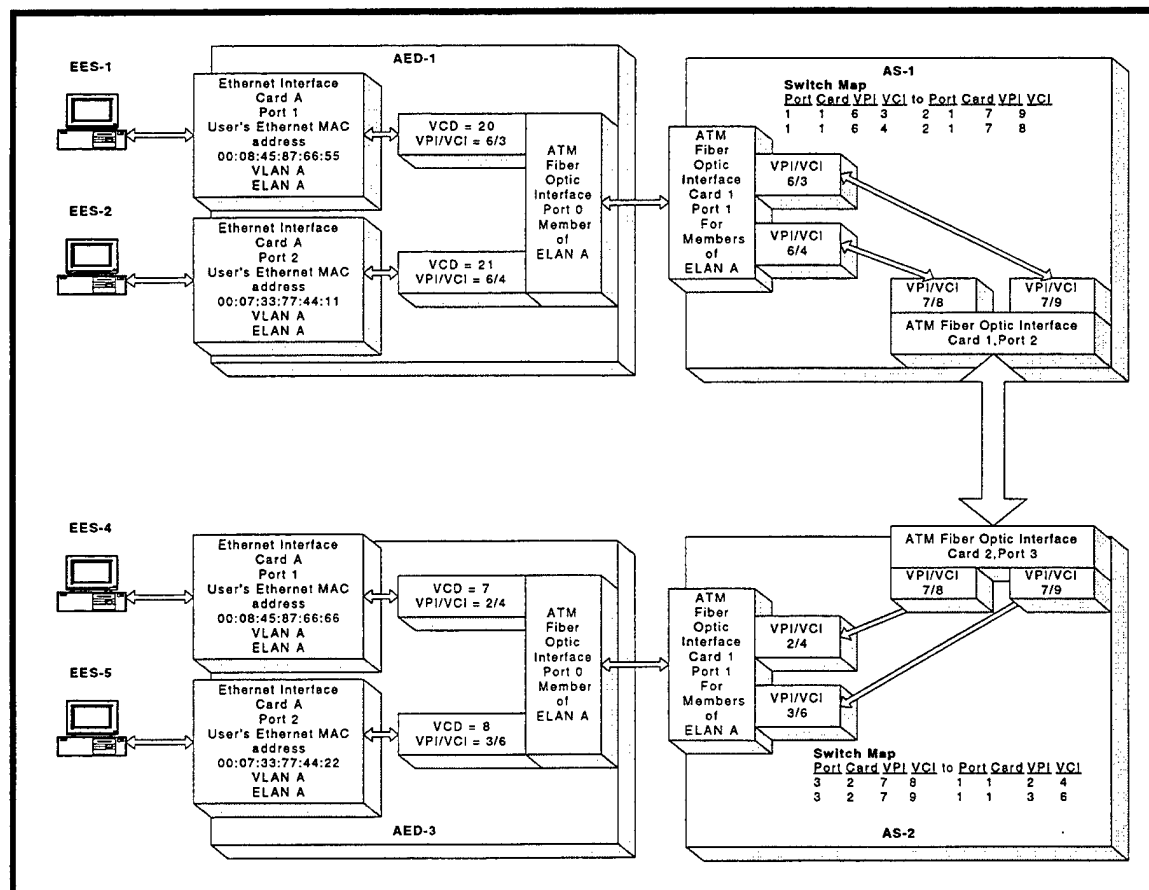 EES-1
EES-2
AED-1
Ethernet Interface
Card A
Port 1
User's Ethernet MAC
address
00:08:45:87:66:55
VLAN A
ELAN A
Ethernet Interface
Card A
Port 2
User's Ethernet MAC
address
00:07:33:77:44:11
VLAN A
ELAN A
VCD = 20
VPI/VCI = 6/3
VCD = 21
VPI/VCI = 6/4
ATM
Fiber
Optic
Interface
Port 0
Member
of
ELAN A
AS-1
Switch Map
Port Card VPI VCI to Port Card VPI VCI
1 1 6 3 2 1 7 9
1 1 6 4 2 1 7 8
ATM
Fiber
Optic
Interface
Card 1
Port 1
For
Members
of
ELAN A
VPI/VCI
6/3
VPI/VCI
6/4
VPI/VCI
7/8
VPI/VCI
7/9
ATM Fiber Optic Interface
Card 1,Port 2
EES-4
EES-5
Ethernet Interface
Card A
Port 1
User's Ethernet MAC
address
00:08:45:87:66:66
VLAN A
ELAN A
Ethernet Interface
Card A
Port 2
User's Ethernet MAC
address
00:07:33:77:44:22
VLAN A
ELAN A
VCD = 7
VPI/VCI = 2/4
VCD = 8
VPI/VCI = 3/6
ATM
Fiber
Optic
Interface
Port 0
Member
of
ELAN A
AED-3
ATM Fiber Optic Interface
Card 2,Port 3
VPI/VCI
7/8
VPI/VCI
7/9
ATM
Fiber
Optic
Interface
Card 1
Port 1
For
Members
of
ELAN A
VPI/VCI
2/4
VPI/VCI
3/6
Switch Map
Port Card VPI VCI to Port Card VPI VCI
3 2 7 8 1 1 2 4
3 2 7 9 1 1 3 6
AS-2